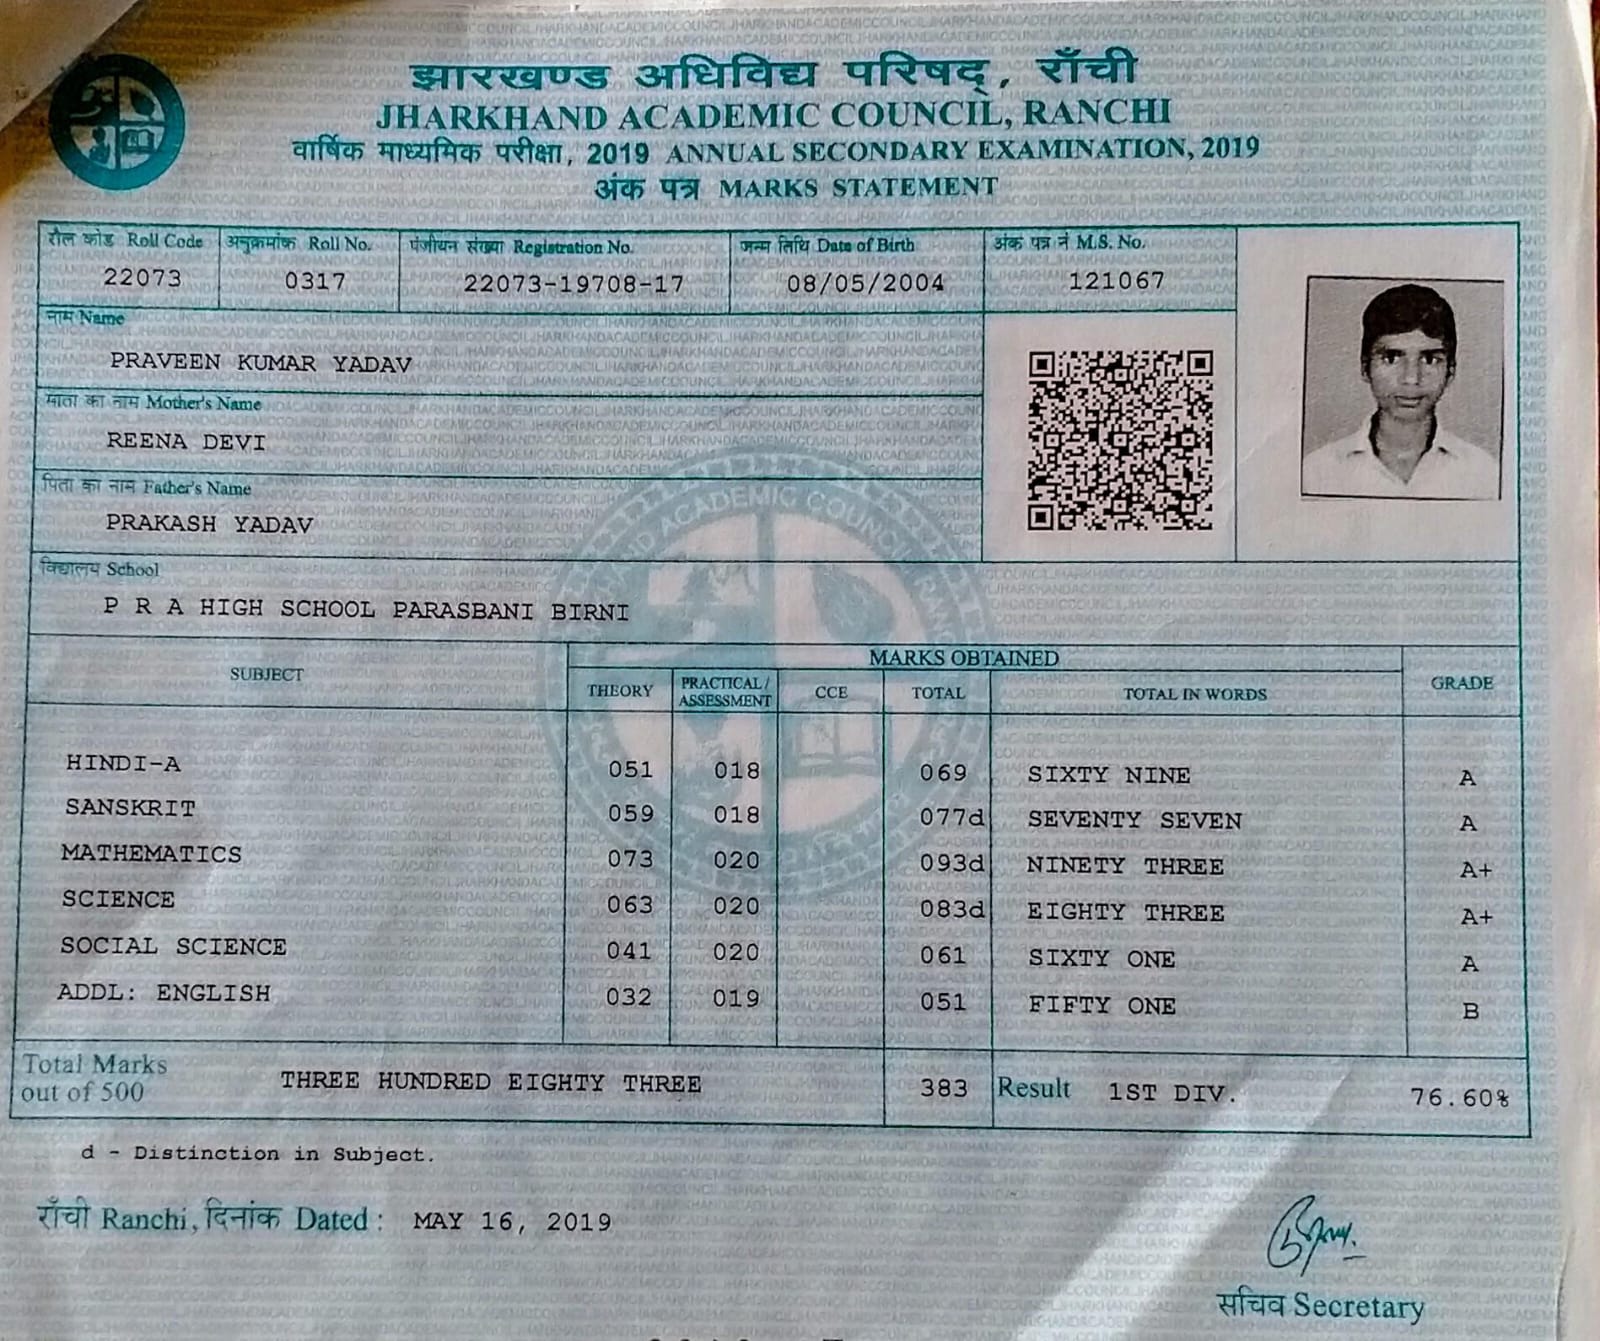 झारखण्ड अधिविद्य परिषद्, राँची
JHARKHAND ACADEMIC COUNCIL, RANCHI
वार्षिक माध्यमिक परीक्षा, 2019 ANNUAL SECONDARY EXAMINATION, 2019
अंक पत्र MARKS STATEMENT
रौल कोड Roll Code अनुक्रमांक Roll No. पंजीयन संख्या Registration No. जन्म तिथि Date of Birth अंक पत्र नं M.S. No.
22073 0317 22073-19708-17 08/05/2004 121067
नाम Name
PRAVEEN KUMAR YADAV
माता का नाम Mother's Name
REENA DEVI
पिता का नाम Father's Name
PRAKASH YADAV
विद्यालय School
P R A HIGH SCHOOL PARASBANI BIRNI
SUBJECT MARKS OBTAINED GRADE
THEORY PRACTICAL / ASSESSMENT CCE TOTAL TOTAL IN WORDS
HINDI-A 051 018 069 SIXTY NINE A
SANSKRIT 059 018 077d SEVENTY SEVEN A
MATHEMATICS 073 020 093d NINETY THREE A+
SCIENCE 063 020 083d EIGHTY THREE A+
SOCIAL SCIENCE 041 020 061 SIXTY ONE A
ADDL: ENGLISH 032 019 051 FIFTY ONE B
Total Marks out of 500 THREE HUNDRED EIGHTY THREE 383 Result 1ST DIV. 76.60%
d - Distinction in Subject.
राँची Ranchi, दिनांक Dated : MAY 16, 2019
सचिव Secretary